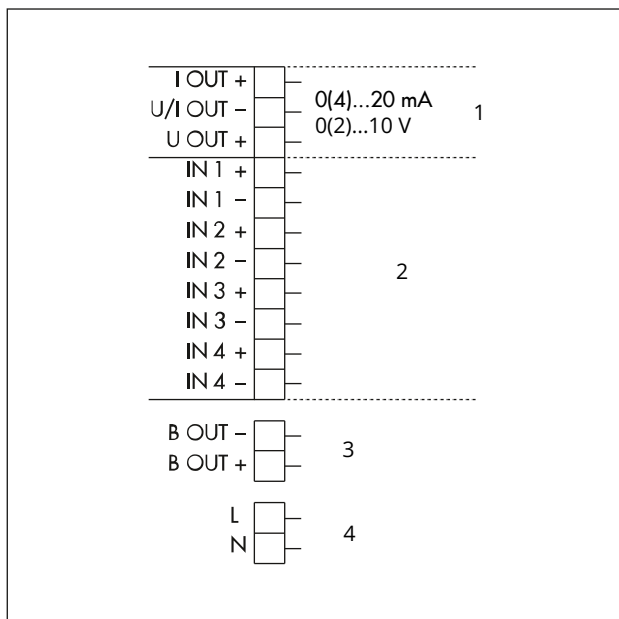 I OUT +
U/I OUT – 0(4)...20 mA
U OUT + 0(2)...10 V
1
IN 1 +
IN 1 –
IN 2 +
IN 2 –
IN 3 +
IN 3 –
IN 4 +
IN 4 –
2
B OUT –
B OUT +
3
L
N
4